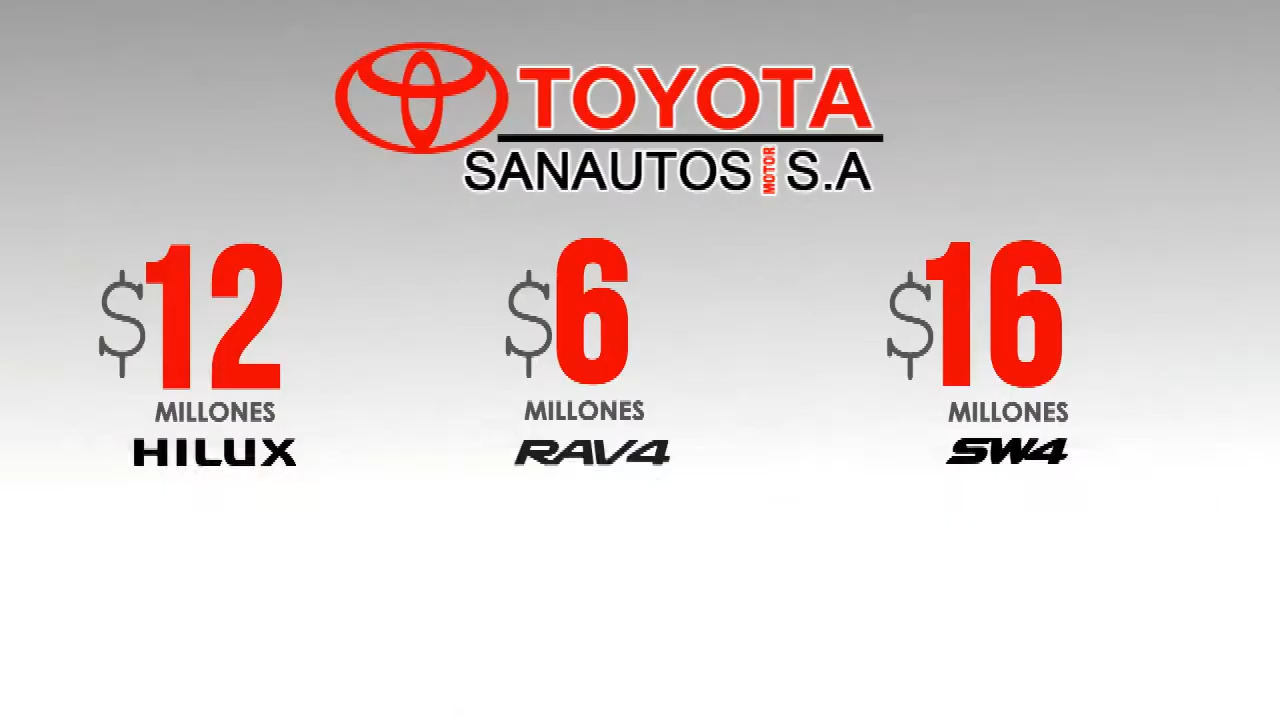 TOYOTA
SANAUTOS MOTOR S.A
$12 MILLONES
HILUX
$6 MILLONES
RAV4
$16 MILLONES
SW4